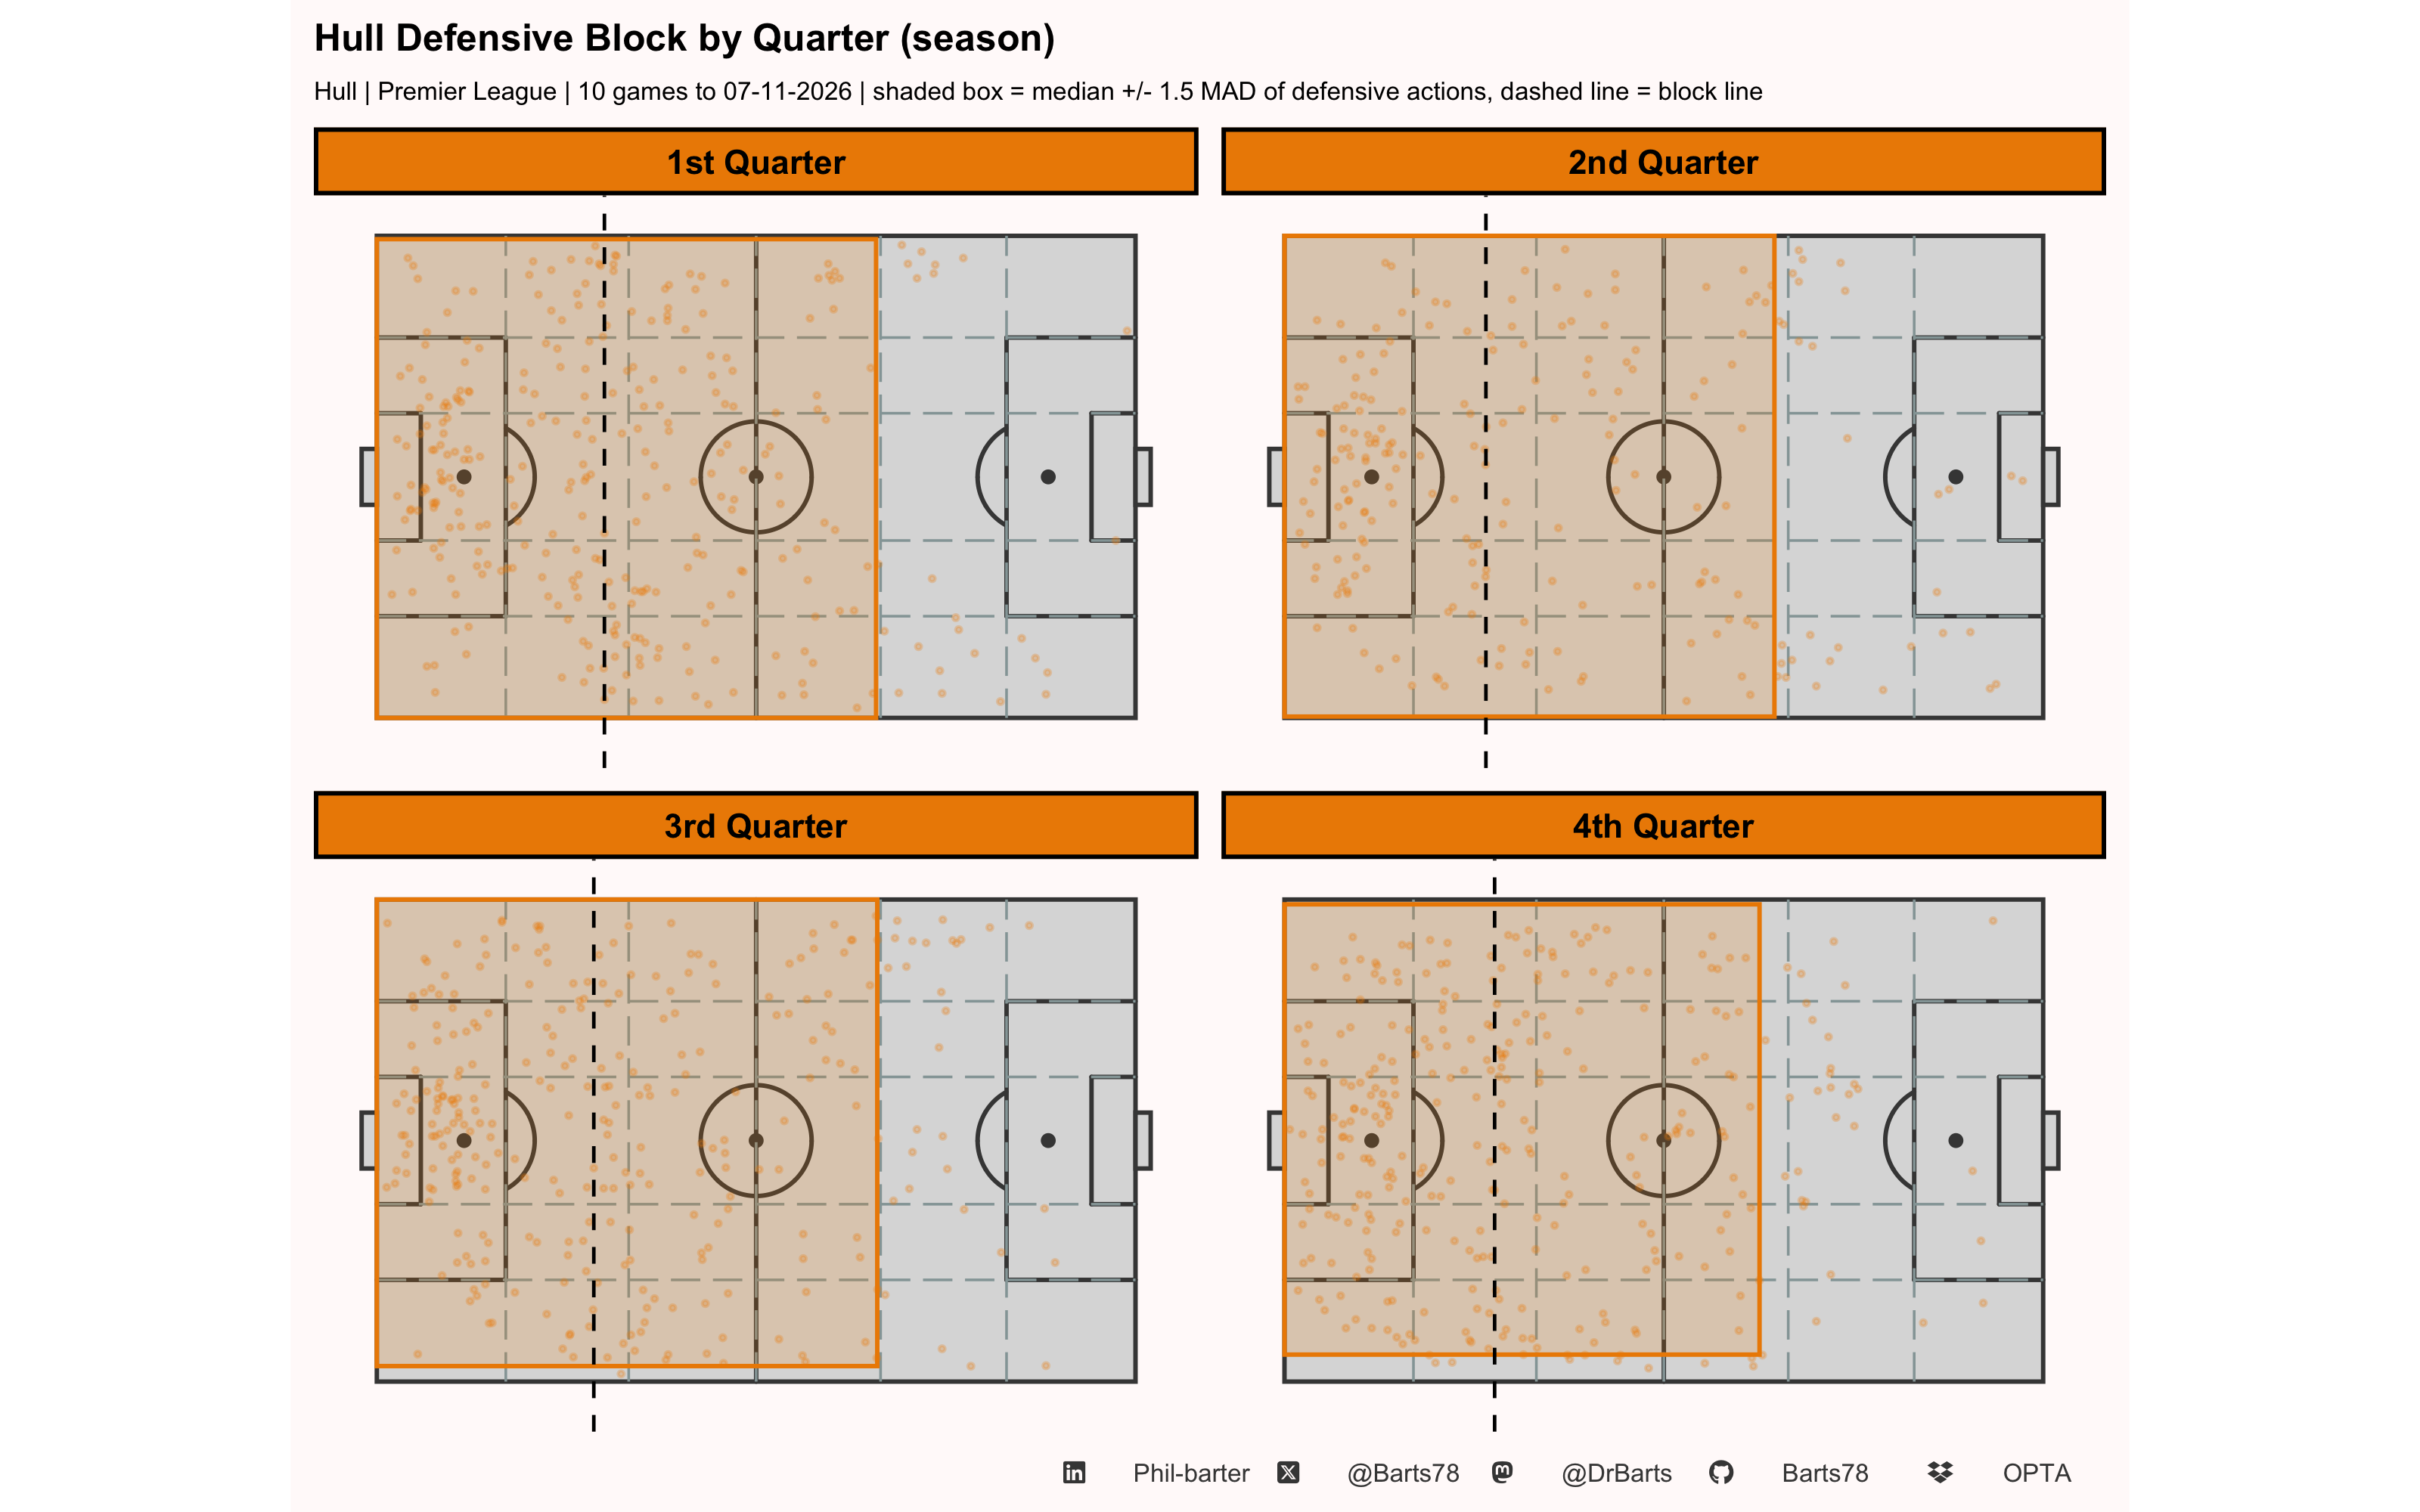 Hull Defensive Block by Quarter (season)
Hull | Premier League | 10 games to 07-11-2026 | shaded box = median +/- 1.5 MAD of defensive actions, dashed line = block line
1st Quarter
2nd Quarter
3rd Quarter
4th Quarter
Phil-barter @Barts78 @DrBarts Barts78 OPTA